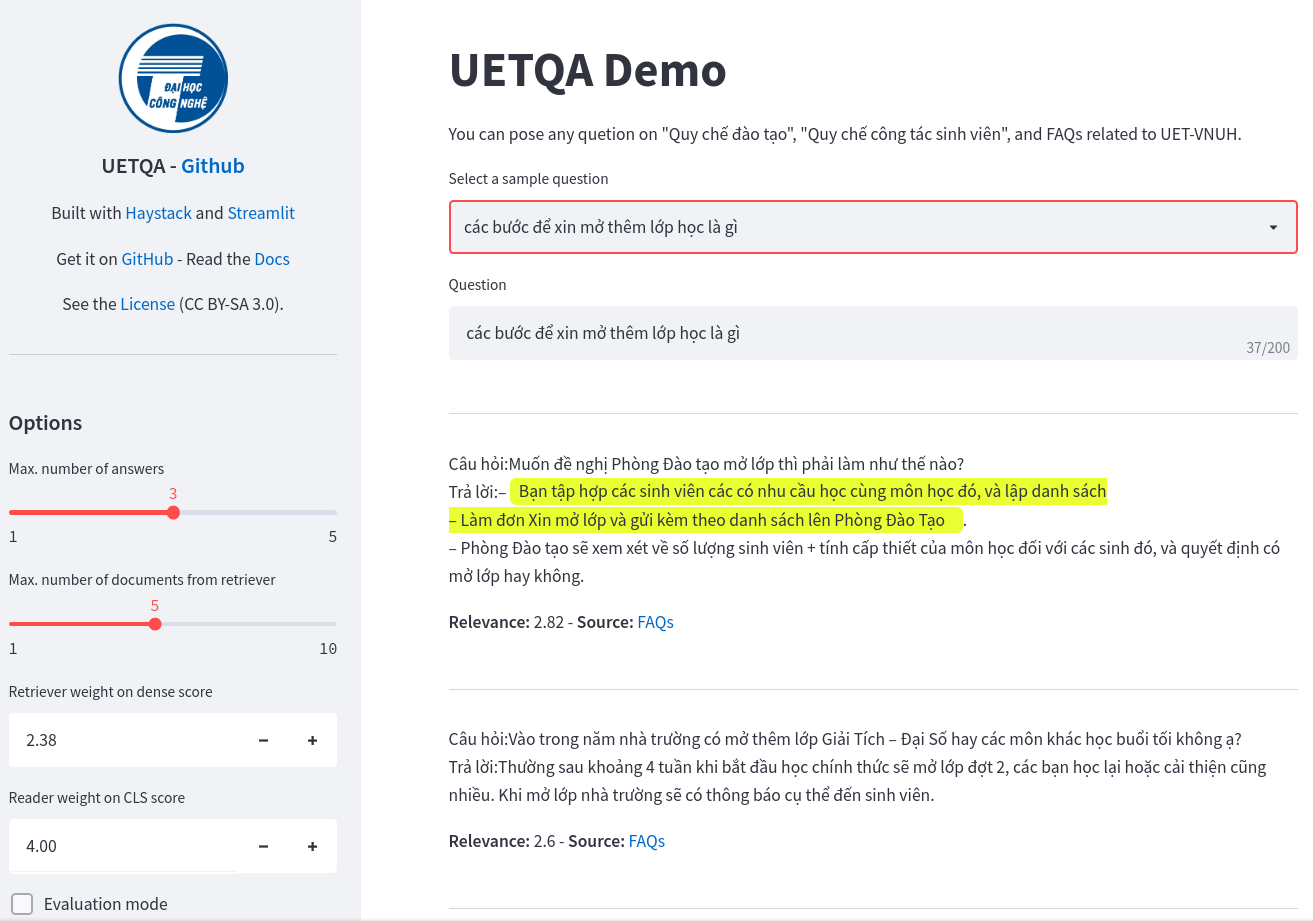 ĐẠI HỌC
CÔNG NGHỆ
UETQA - Github
Built with Haystack and Streamlit
Get it on GitHub - Read the Docs
See the License (CC BY-SA 3.0).
Options
Max. number of answers
3
1 5
Max. number of documents from retriever
5
1 10
Retriever weight on dense score
2.38 − +
Reader weight on CLS score
4.00 − +
Evaluation mode
UETQA Demo
You can pose any quetion on "Quy chế đào tạo", "Quy chế công tác sinh viên", and FAQs related to UET-VNUH.
Select a sample question
các bước để xin mở thêm lớp học là gì
Question
các bước để xin mở thêm lớp học là gì
37/200
Câu hỏi:Muốn đề nghị Phòng Đào tạo mở lớp thì phải làm như thế nào?
Trả lời:– Bạn tập hợp các sinh viên các có nhu cầu học cùng môn học đó, và lập danh sách
– Làm đơn Xin mở lớp và gửi kèm theo danh sách lên Phòng Đào Tạo .
– Phòng Đào tạo sẽ xem xét về số lượng sinh viên + tính cấp thiết của môn học đối với các sinh đó, và quyết định có
mở lớp hay không.
Relevance: 2.82 - Source: FAQs
Câu hỏi:Vào trong năm nhà trường có mở thêm lớp Giải Tích – Đại Số hay các môn khác học buổi tối không ạ?
Trả lời:Thường sau khoảng 4 tuần khi bắt đầu học chính thức sẽ mở lớp đợt 2, các bạn học lại hoặc cải thiện cũng
nhiều. Khi mở lớp nhà trường sẽ có thông báo cụ thể đến sinh viên.
Relevance: 2.6 - Source: FAQs